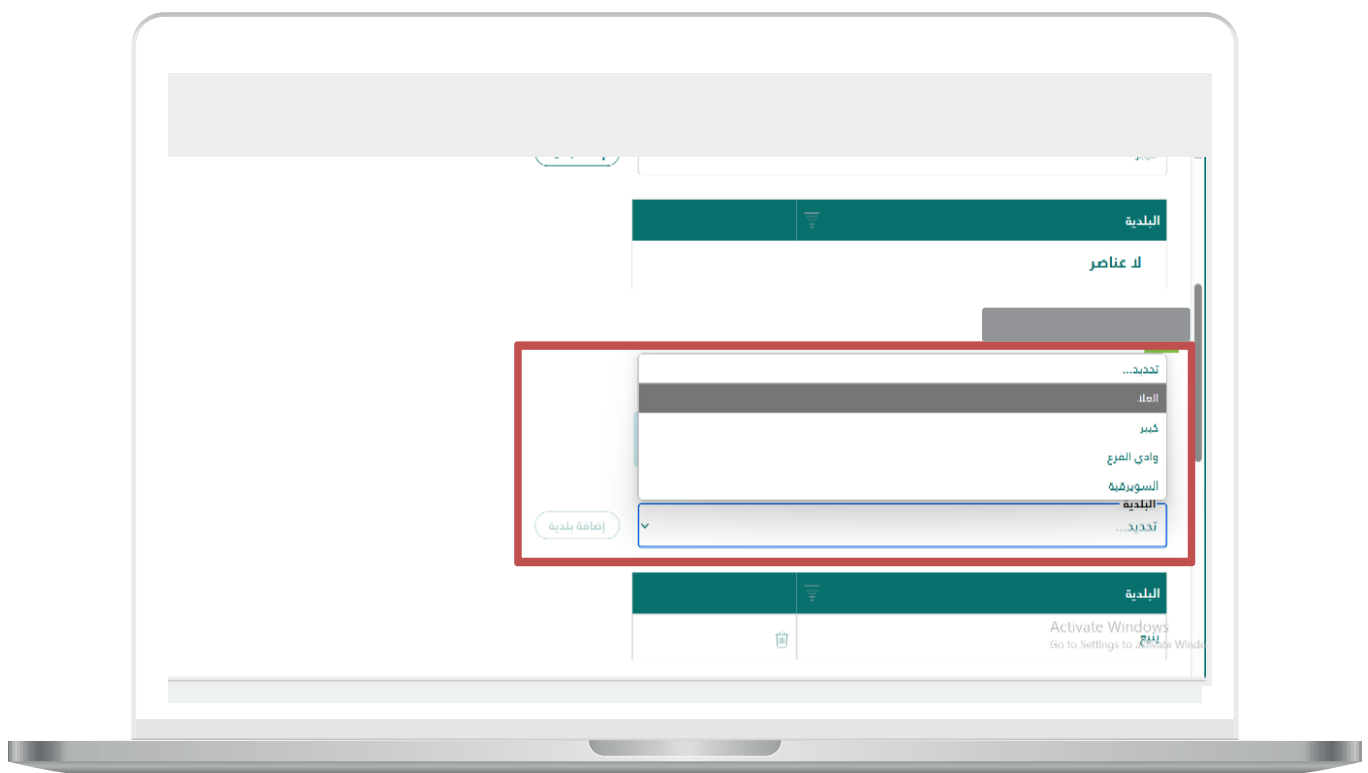 البلدية
لا عناصر
تحديد...
العلا
خيبر
وادي الفرع
السويرقية
البلدية
تحديد...
إضافة بلدية
البلدية
ينبع
Activate Windows
Go to Settings to activate Windo